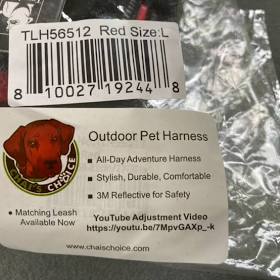 TLH56512 Red Size:L
8 10027 19244 8
Outdoor Pet Harness
CHAI'S CHOICE
▪ All-Day Adventure Harness
▪ Stylish, Durable, Comfortable
▪ 3M Reflective for Safety
• Matching Leash
Available Now
YouTube Adjustment Video
https://youtu.be/7MpvGAXp_-k
www.chaischoice.com